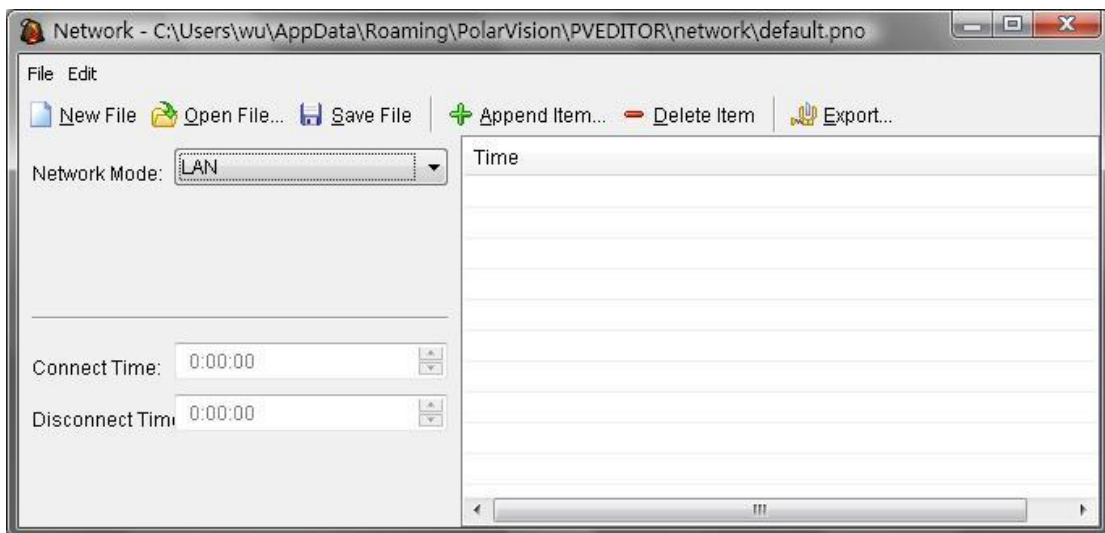 Network - C:\Users\wu\AppData\Roaming\PolarVision\PVEDITOR\network\default.pno
File Edit
New File Open File... Save File Append Item... Delete Item Export...
Network Mode: LAN
Time
Connect Time: 0:00:00
Disconnect Time 0:00:00